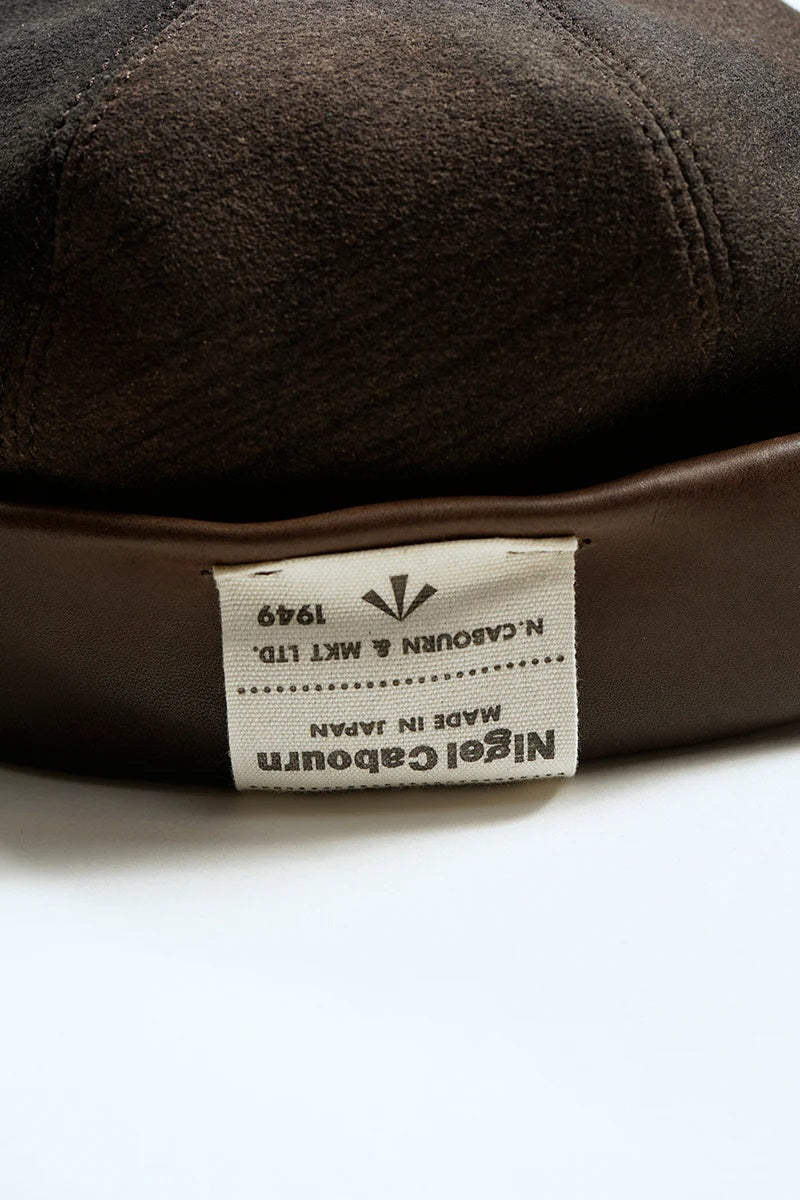 Nigel Cabourn
MADE IN JAPAN
N.CABOURN & MKT LTD.
1949